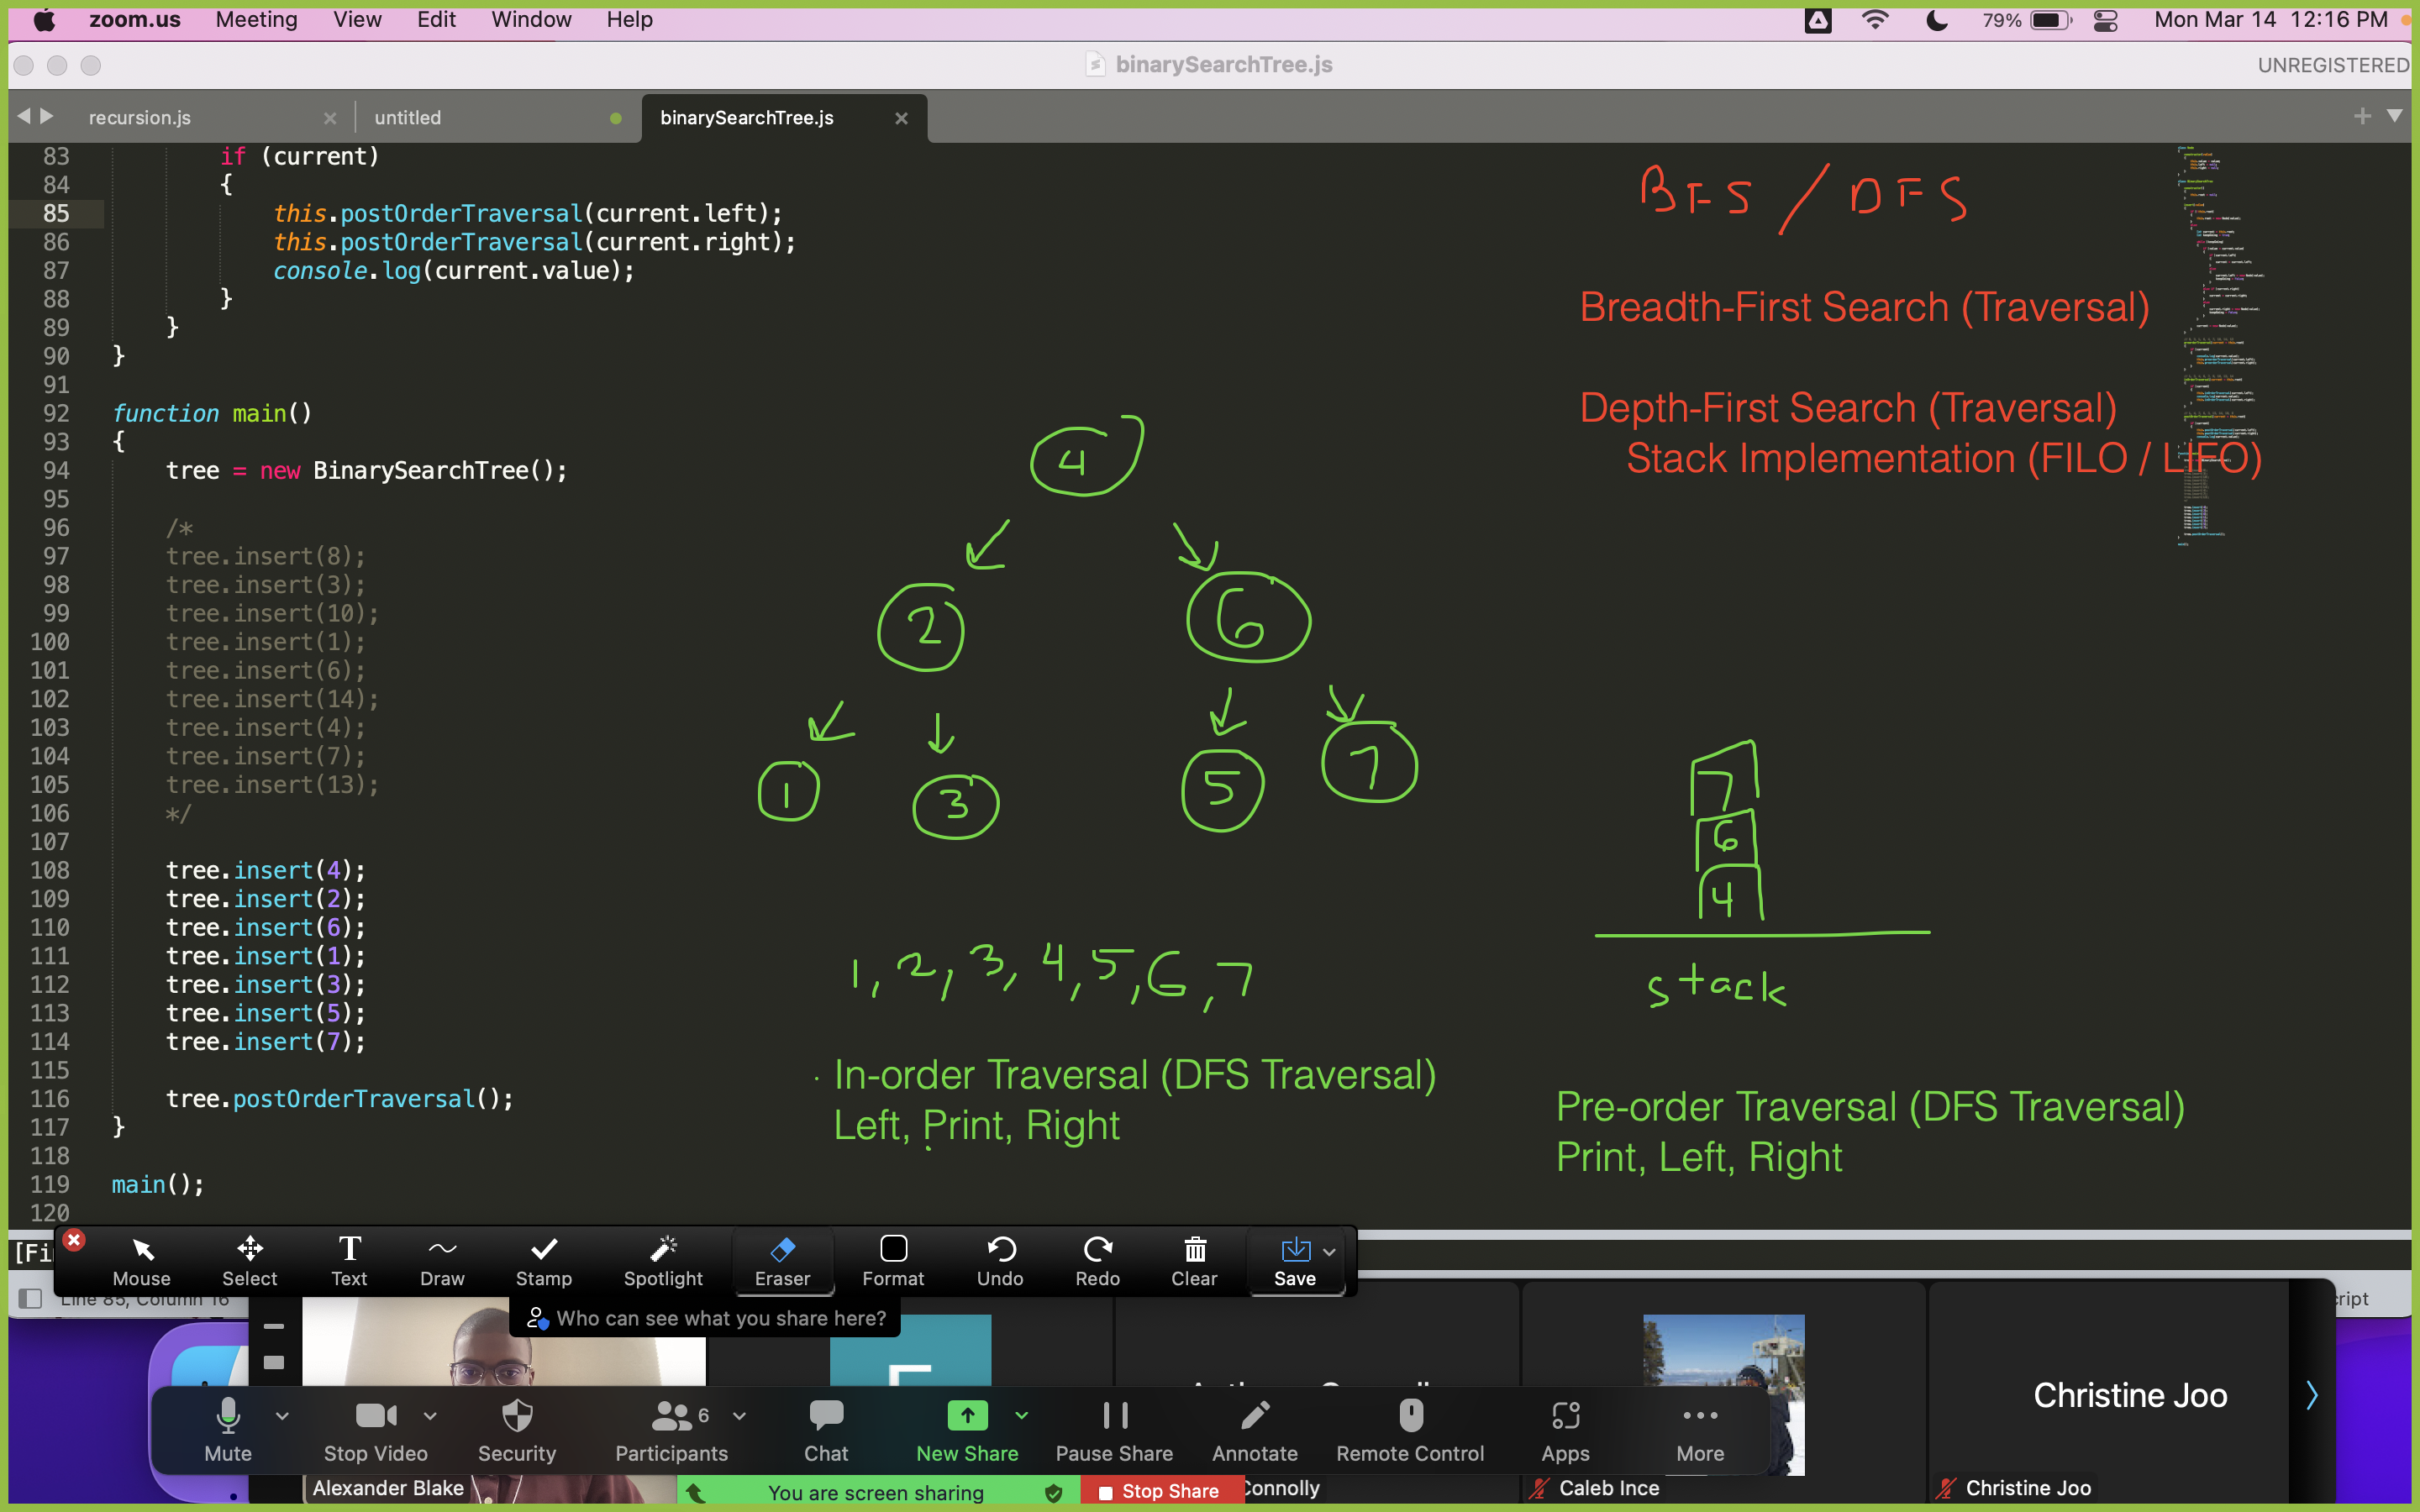 zoom.us Meeting View Edit Window Help 79% Mon Mar 14 12:16 PM
binarySearchTree.js UNREGISTERED
recursion.js untitled binarySearchTree.js
83 if (current)
84 {
85 this.postOrderTraversal(current.left);
86 this.postOrderTraversal(current.right);
87 console.log(current.value);
88 }
89 }
90 }
91
92 function main()
93 {
94 tree = new BinarySearchTree();
95
96 /*
97 tree.insert(8);
98 tree.insert(3);
99 tree.insert(10);
100 tree.insert(1);
101 tree.insert(6);
102 tree.insert(14);
103 tree.insert(4);
104 tree.insert(7);
105 tree.insert(13);
106 */
107
108 tree.insert(4);
109 tree.insert(2);
110 tree.insert(6);
111 tree.insert(1);
112 tree.insert(3);
113 tree.insert(5);
114 tree.insert(7);
115
116 tree.postOrderTraversal();
117 }
118
119 main();
120
BFS / DFS
Breadth-First Search (Traversal)
Depth-First Search (Traversal)
Stack Implementation (FILO / LIFO)
4
2 6
1 3 5 7
7
6
4
stack
1, 2, 3, 4, 5, 6, 7
In-order Traversal (DFS Traversal)
Left, Print, Right
Pre-order Traversal (DFS Traversal)
Print, Left, Right
[Fi
Mouse Select Text Draw Stamp Spotlight Eraser Format Undo Redo Clear Save
Line 85, Column 16
Who can see what you share here?
Christine Joo
6
Mute Stop Video Security Participants Chat New Share Pause Share Annotate Remote Control Apps More
Alexander Blake You are screen sharing Stop Share Connolly Caleb Ince Christine Joo